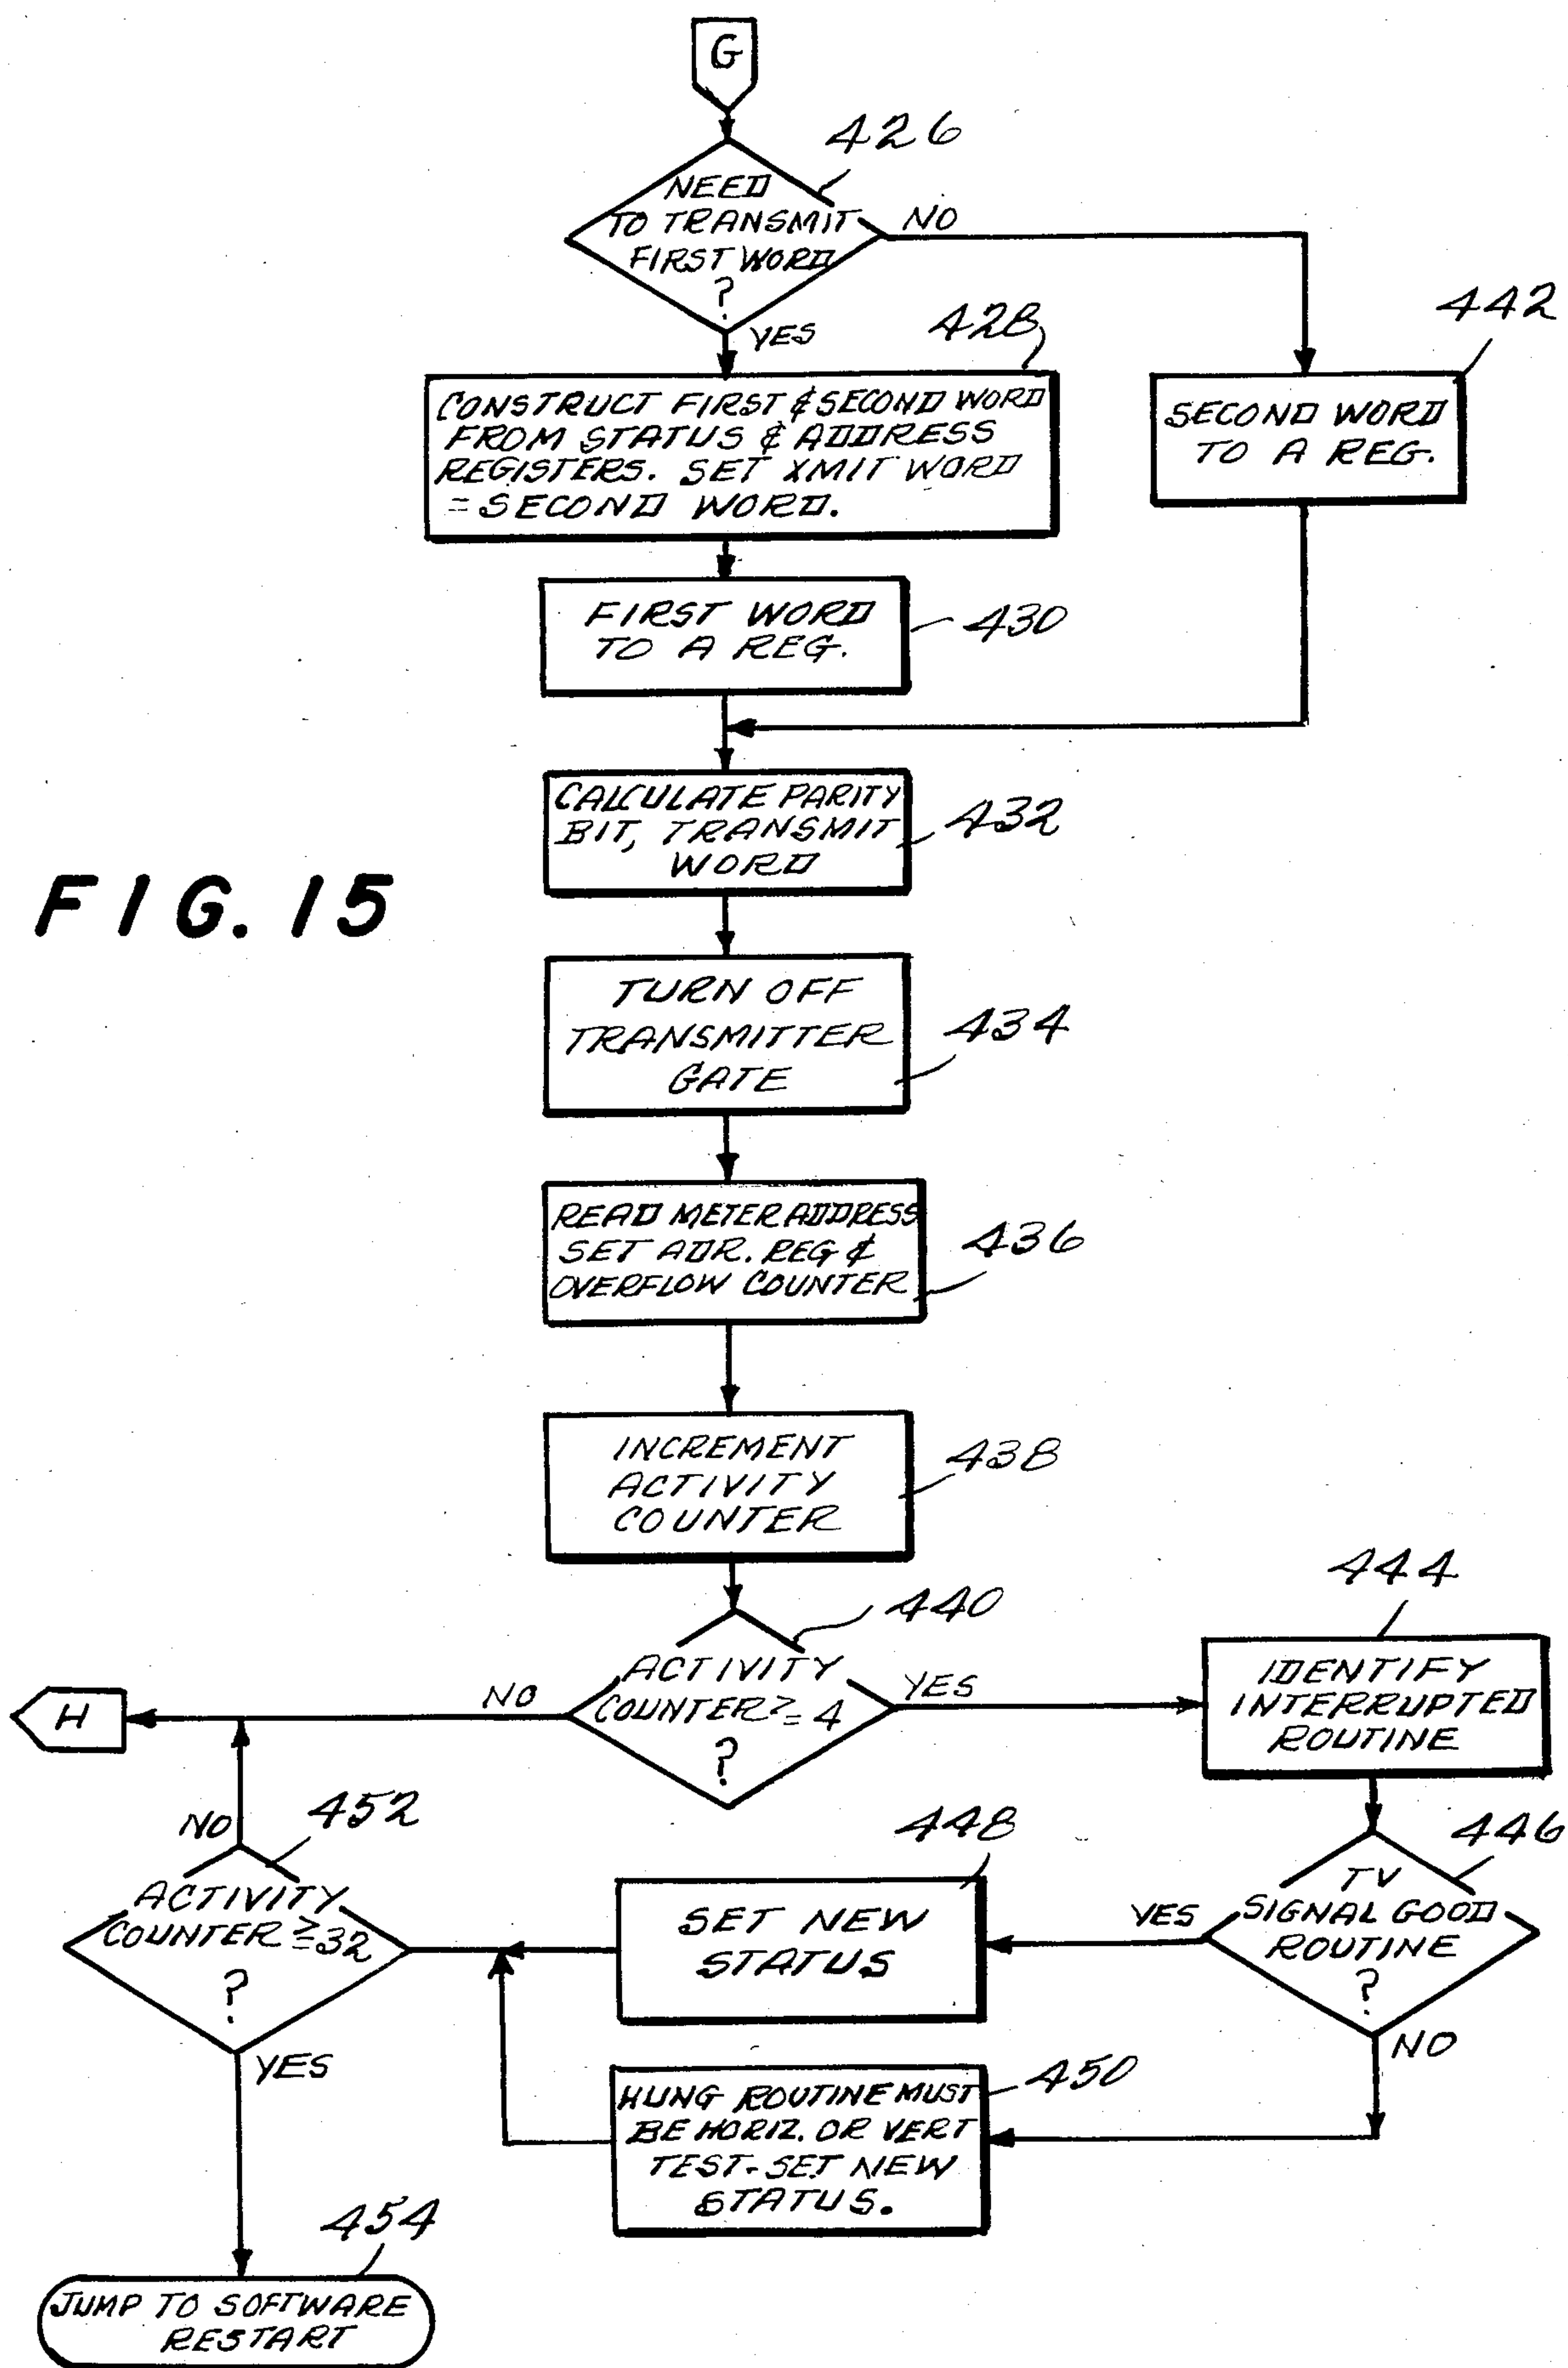 G
426
NEED
TO TRANSMIT
FIRST WORD
?
NO
YES
428
442
CONSTRUCT FIRST & SECOND WORD
FROM STATUS & ADDRESS
REGISTERS. SET XMIT WORD
= SECOND WORD.
SECOND WORD
TO A REG.
FIRST WORD
TO A REG.
430
CALCULATE PARITY
BIT, TRANSMIT
WORD
432
FIG. 15
TURN OFF
TRANSMITTER
GATE
434
READ METER ADDRESS
SET ADR. REG &
OVERFLOW COUNTER
436
INCREMENT
ACTIVITY
COUNTER
438
440
444
ACTIVITY
COUNTER ≥ 4
?
NO
YES
H
IDENTIFY
INTERRUPTED
ROUTINE
452
NO
448
446
ACTIVITY
COUNTER ≥ 32
?
YES
SET NEW
STATUS
YES
TV
SIGNAL GOOD
ROUTINE
?
NO
HUNG ROUTINE MUST
BE HORIZ. OR VERT
TEST-SET NEW
STATUS.
450
454
JUMP TO SOFTWARE
RESTART